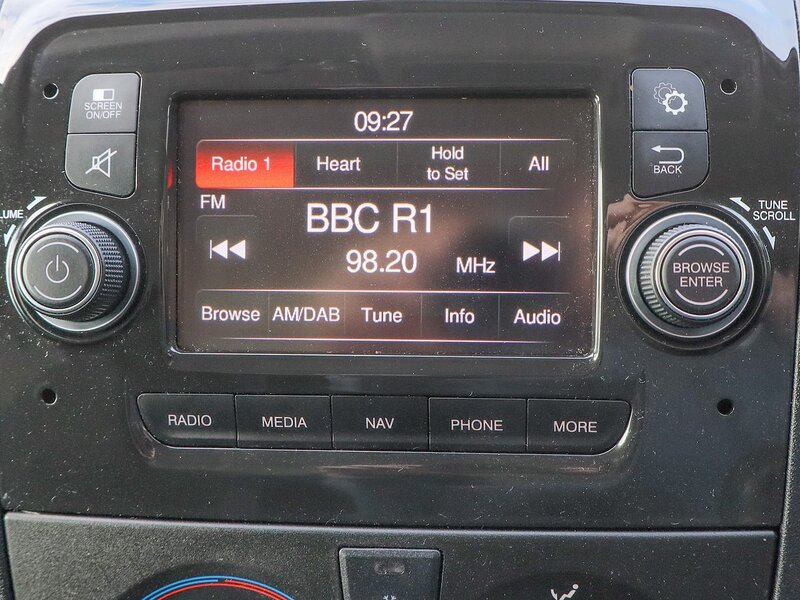 SCREEN
ON/OFF
09:27
Radio 1 Heart Hold to Set All
BACK
FM
BBC R1
98.20 MHz
TUNE
SCROLL
BROWSE
ENTER
Browse AM/DAB Tune Info Audio
RADIO MEDIA NAV PHONE MORE